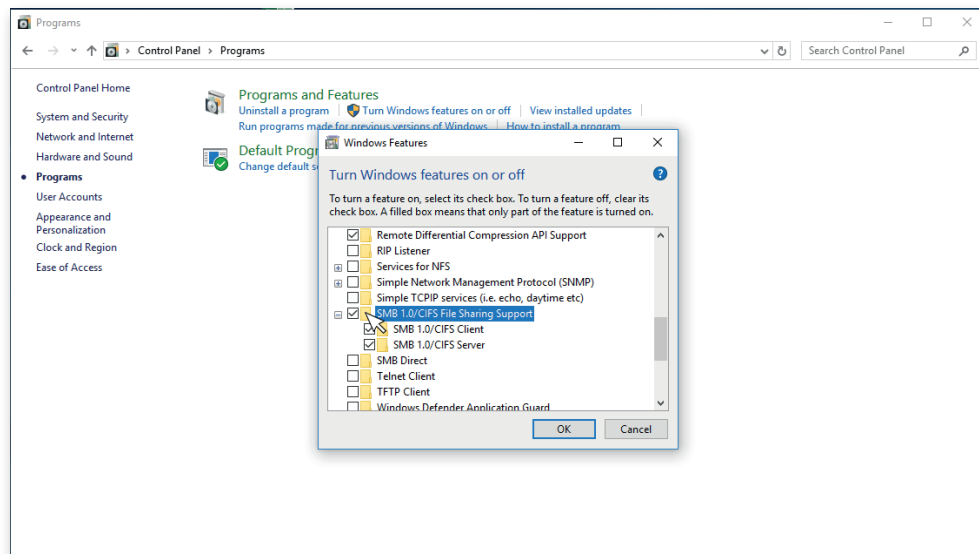 Programs
Control Panel > Programs
Search Control Panel
Control Panel Home
System and Security
Network and Internet
Hardware and Sound
Programs
User Accounts
Appearance and
Personalization
Clock and Region
Ease of Access
Programs and Features
Uninstall a program
Turn Windows features on or off
View installed updates
Run programs made for previous versions of Windows
How to install a program
Default Progr
Change default s
Windows Features
Turn Windows features on or off
To turn a feature on, select its check box. To turn a feature off, clear its
check box. A filled box means that only part of the feature is turned on.
Remote Differential Compression API Support
RIP Listener
Services for NFS
Simple Network Management Protocol (SNMP)
Simple TCPIP services (i.e. echo, daytime etc)
SMB 1.0/CIFS File Sharing Support
SMB 1.0/CIFS Client
SMB 1.0/CIFS Server
SMB Direct
Telnet Client
TFTP Client
Windows Defender Application Guard
OK
Cancel